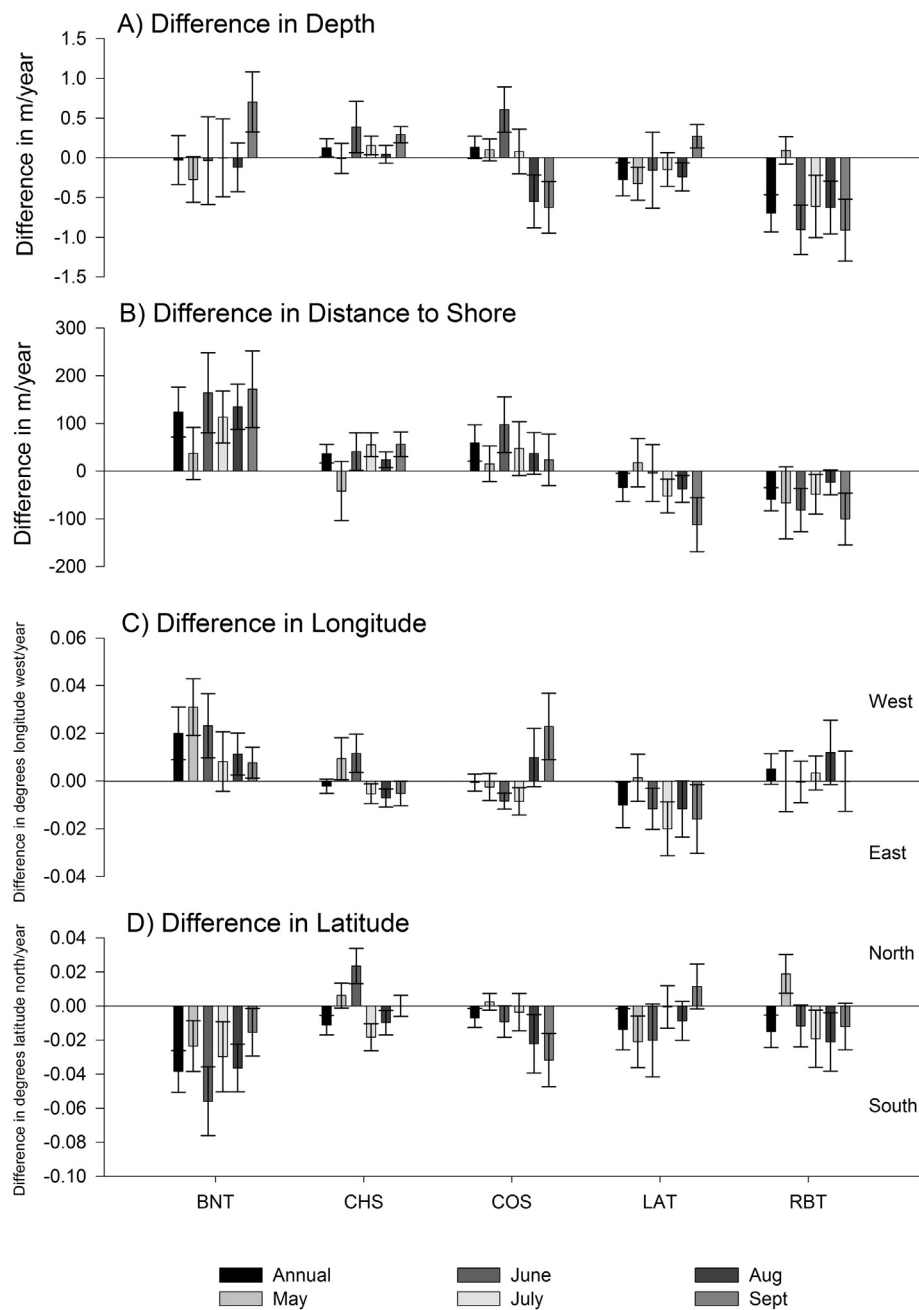 A) Difference in Depth
Difference in m/year
1.5
1.0
0.5
0.0
-0.5
-1.0
-1.5
B) Difference in Distance to Shore
Difference in m/year
300
200
100
0
-100
-200
C) Difference in Longitude
Difference in degrees longitude west/year
0.06
0.04
0.02
0.00
-0.02
-0.04
West
East
D) Difference in Latitude
Difference in degrees latitude north/year
0.04
0.02
0.00
-0.02
-0.04
-0.06
-0.08
-0.10
North
South
BNT CHS COS LAT RBT
Annual June Aug
May July Sept